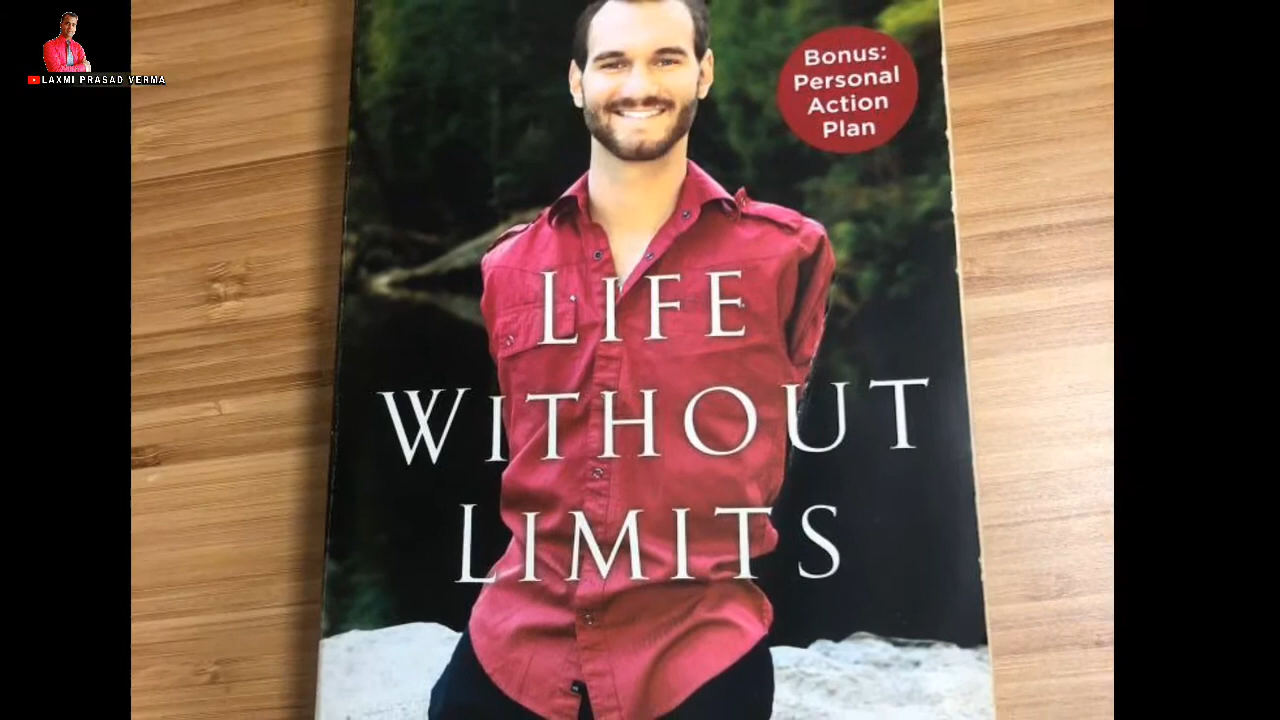 LAXMI PRASAD VERMA
Bonus:
Personal
Action
Plan
LIFE
WITHOUT
LIMITS